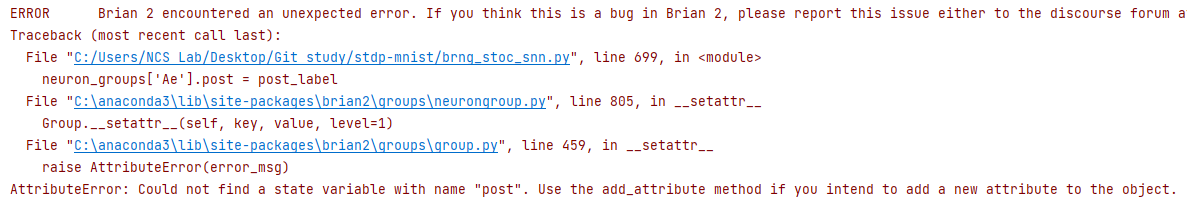 ERROR      Brian 2 encountered an unexpected error. If you think this is a bug in Brian 2, please report this issue either to the discourse forum a
Traceback (most recent call last):
  File "C:/Users/NCS Lab/Desktop/Git study/stdp-mnist/brnq_stoc_snn.py", line 699, in <module>
    neuron_groups['Ae'].post = post_label
  File "C:\anaconda3\lib\site-packages\brian2\groups\neurongroup.py", line 805, in __setattr__
    Group.__setattr__(self, key, value, level=1)
  File "C:\anaconda3\lib\site-packages\brian2\groups\group.py", line 459, in __setattr__
    raise AttributeError(error_msg)
AttributeError: Could not find a state variable with name "post". Use the add_attribute method if you intend to add a new attribute to the object.